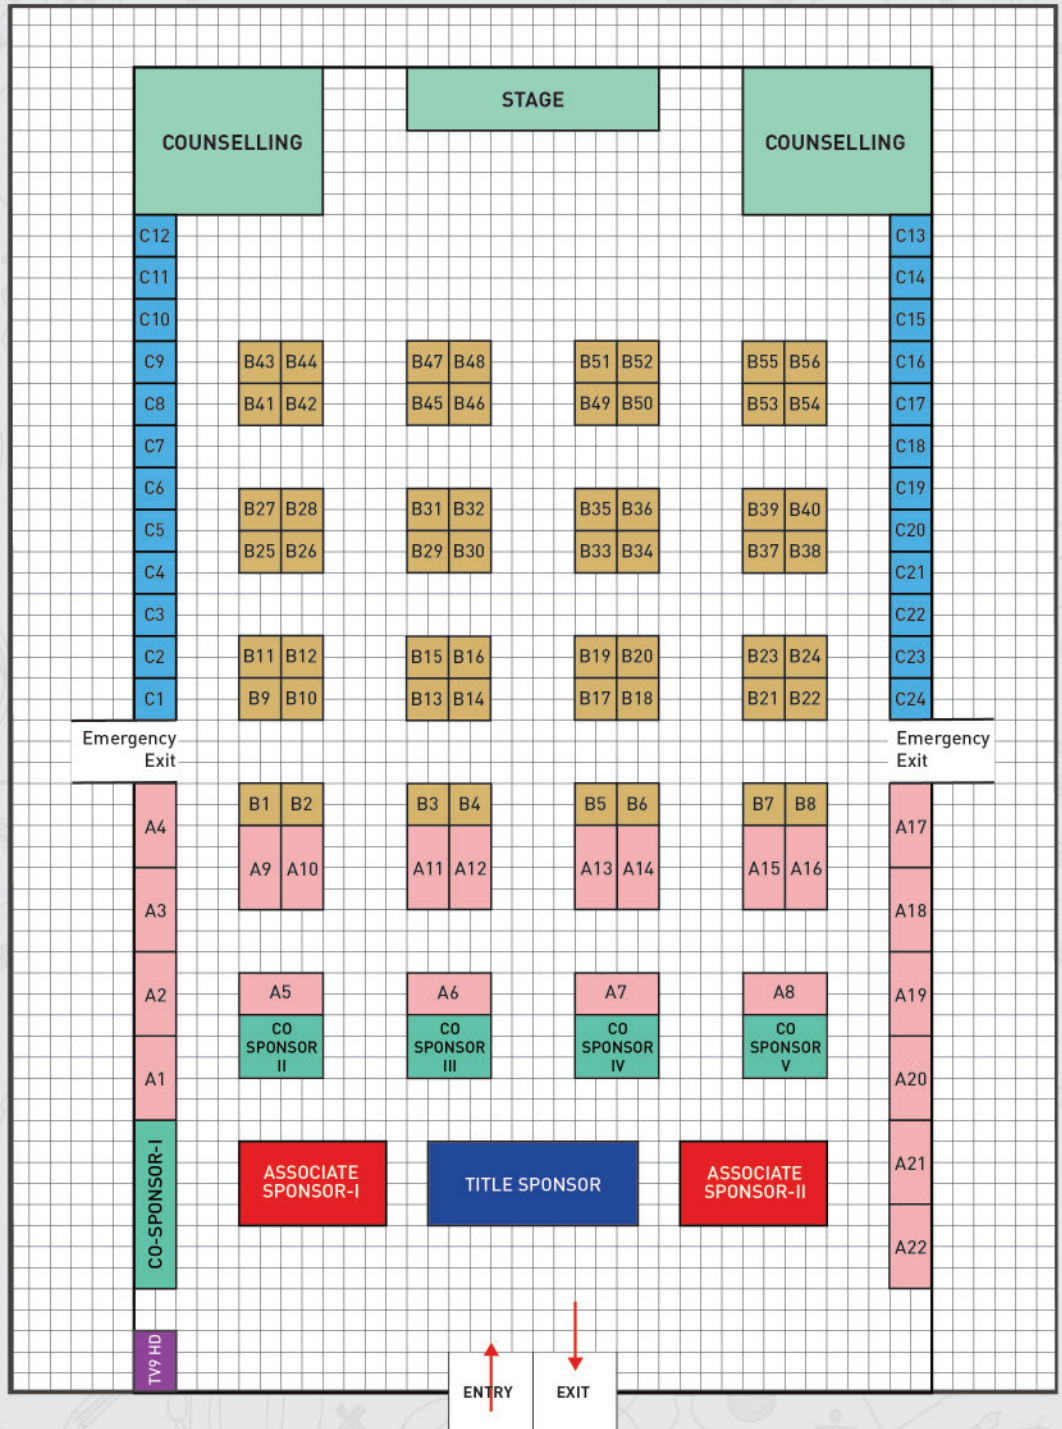 STAGE
COUNSELLING
COUNSELLING
C12
C13
C11
C14
C10
C15
C9
B43 B44
B47 B48
B51 B52
B55 B56
C16
C8
B41 B42
B45 B46
B49 B50
B53 B54
C17
C7
C18
C6
C19
B27 B28
B31 B32
B35 B36
B39 B40
C5
C20
B25 B26
B29 B30
B33 B34
B37 B38
C4
C21
C3
C22
C2
B11 B12
B15 B16
B19 B20
B23 B24
C23
C1
B9 B10
B13 B14
B17 B18
B21 B22
C24
Emergency
Exit
Emergency
Exit
B1 B2
B3 B4
B5 B6
B7 B8
A4
A17
A9 A10
A11 A12
A13 A14
A15 A16
A3
A18
A2
A5
A6
A7
A8
A19
CO
SPONSOR
II
CO
SPONSOR
III
CO
SPONSOR
IV
CO
SPONSOR
V
A1
A20
CO-SPONSOR-I
ASSOCIATE
SPONSOR-I
TITLE SPONSOR
ASSOCIATE
SPONSOR-II
A21
A22
TV9 HD
ENTRY
EXIT